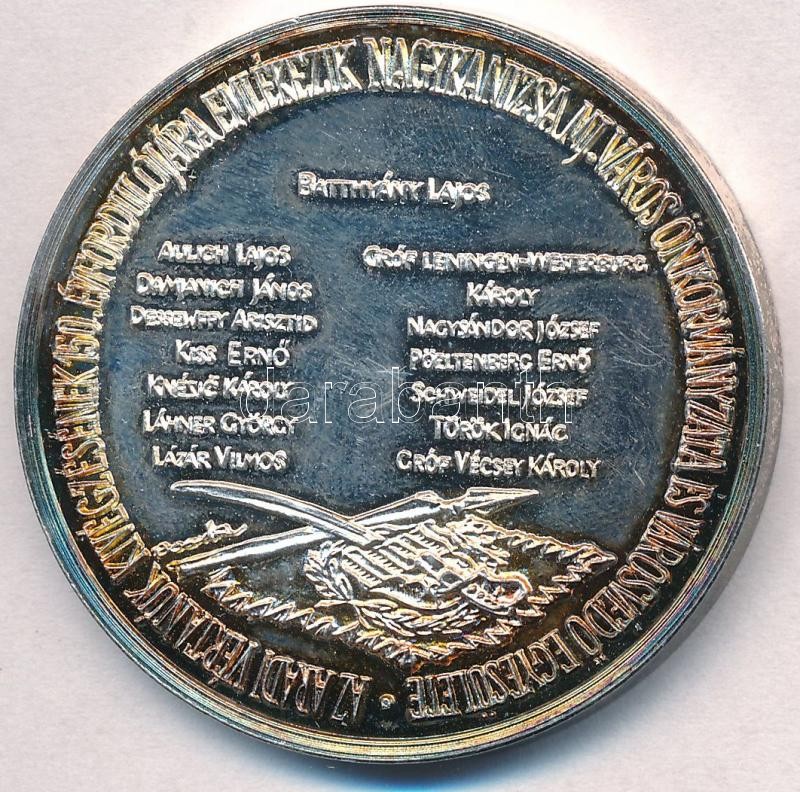 AZ ARADI VÉRTANÚK KIVÉGZÉSÉNEK 150. ÉVFORDULÓJÁRA EMLÉKEZIK NAGYKANIZSA MJ. VÁROS ÖNKORMÁNYZATA ÉS VÁROSVÉDŐ EGYESÜLETE •
BATTHYÁNY LAJOS
AULICH LAJOS
DAMJANICH JÁNOS
DESSEWFFY ARISZTID
KISS ERNŐ
KNÉZIČ KÁROLY
LÁHNER GYÖRGY
LÁZÁR VILMOS
GRÓF LEININGEN-WESTERBURG
KÁROLY
NAGYSÁNDOR JÓZSEF
PÖELTENBERG ERNŐ
SCHWEIDEL JÓZSEF
TÖRÖK IGNÁC
GRÓF VÉCSEY KÁROLY
darabanth